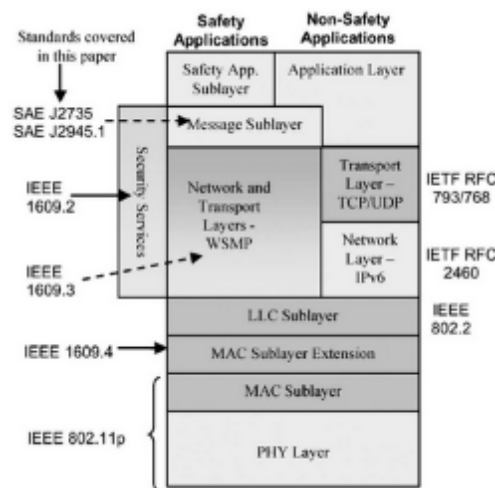 Safety
Applications
Non-Safety
Applications
Standards covered
in this paper
Safety App.
Sublayer
Application Layer
SAE J2735
SAE J2945.1
Message Sublayer
Security Services
IEEE
1609.2
Network and
Transport
Layers -
WSMP
Transport
Layer –
TCP/UDP
IETF RFC
793/768
IEEE
1609.3
Network
Layer –
IPv6
IETF RFC
2460
LLC Sublayer
IEEE
802.2
IEEE 1609.4
MAC Sublayer Extension
MAC Sublayer
IEEE 802.11p
PHY Layer